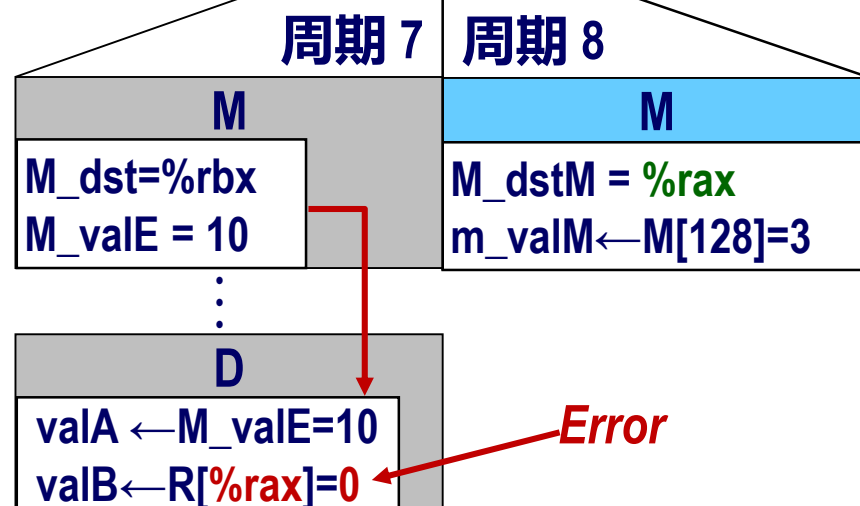 周期 7
周期 8
M
M_dst=%rbx
M_valE = 10
M
M_dstM = %rax
m_valM←M[128]=3
D
valA ←M_valE=10
valB←R[%rax]=0
Error